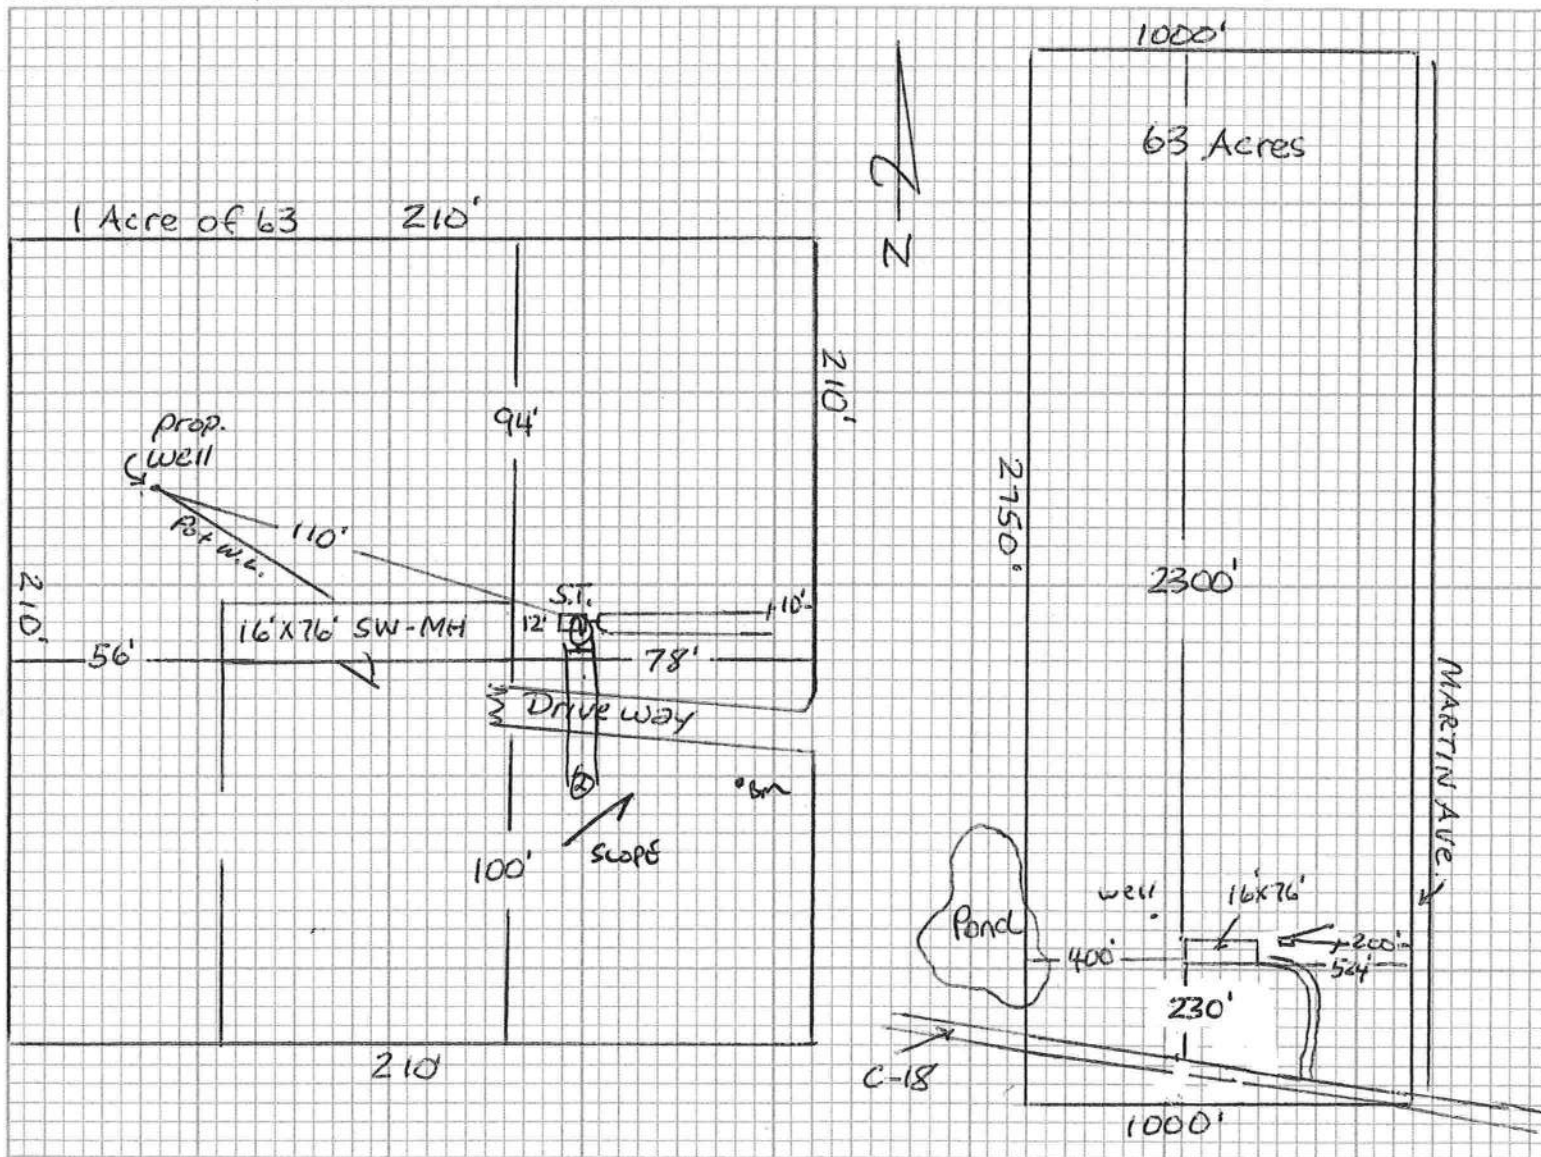 1 Acre of 63 210'
94'
210'
prop.
well
110'
Pot W.L.
210'
S.T.
12'
10'
16'X76' SW-MH
56'
78'
Driveway
2
BM
SLOPE
100'
210
N
1000'
63 Acres
2750'
2300'
MARTIN AVE.
well
16'X76'
Pond
400'
200'
524'
230'
C-18
1000'